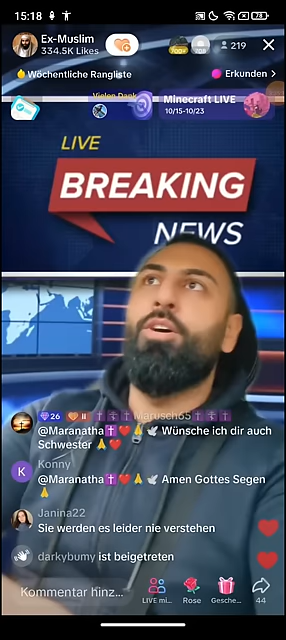 15:18
78
Ex-Muslim
334.5K Likes
219
Wöchentliche Rangliste
Erkunden >
Vielen Dank
Minecraft LIVE
10/15-10/23
LIVE
BREAKING
NEWS
26 II Marusch65
@Maranatha✝️❤️🕊️ Wünsche ich dir auch
Schwester 🙏❤️
K
Konny
@Maranatha✝️❤️🕊️ Amen Gottes Segen
🙏
Janina22
Sie werden es leider nie verstehen
darkybumy ist beigetreten
Kommentar hinz...
LIVE mi...
Rose
Gesche...
44